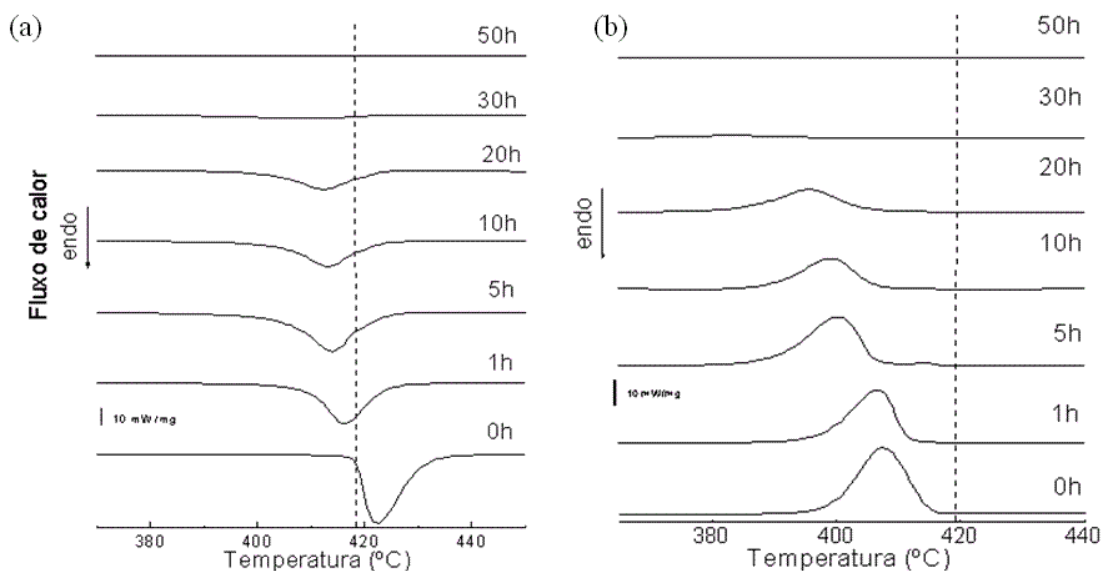 (a)
50h
30h
20h
10h
5h
1h
0h
Fluxo de calor
endo
10 mW/mg
380
400
420
440
Temperatura (ºC)
(b)
50h
30h
20h
10h
5h
1h
0h
endo
10 mW/mg
380
400
420
440
Temperatura (ºC)